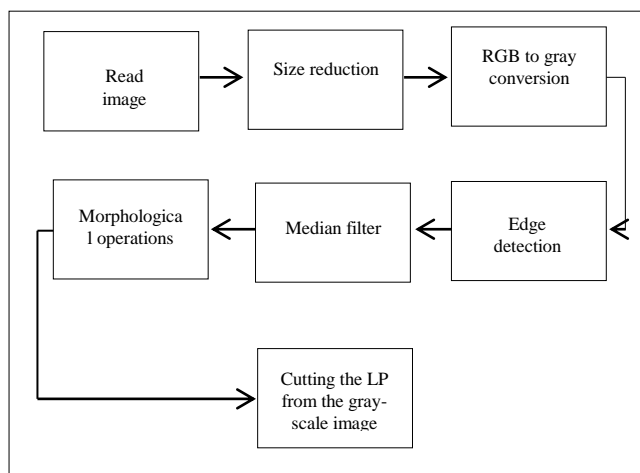 Read
image
Size reduction
RGB to gray
conversion
Edge
detection
Median filter
Morphologica
l operations
Cutting the LP
from the gray-
scale image